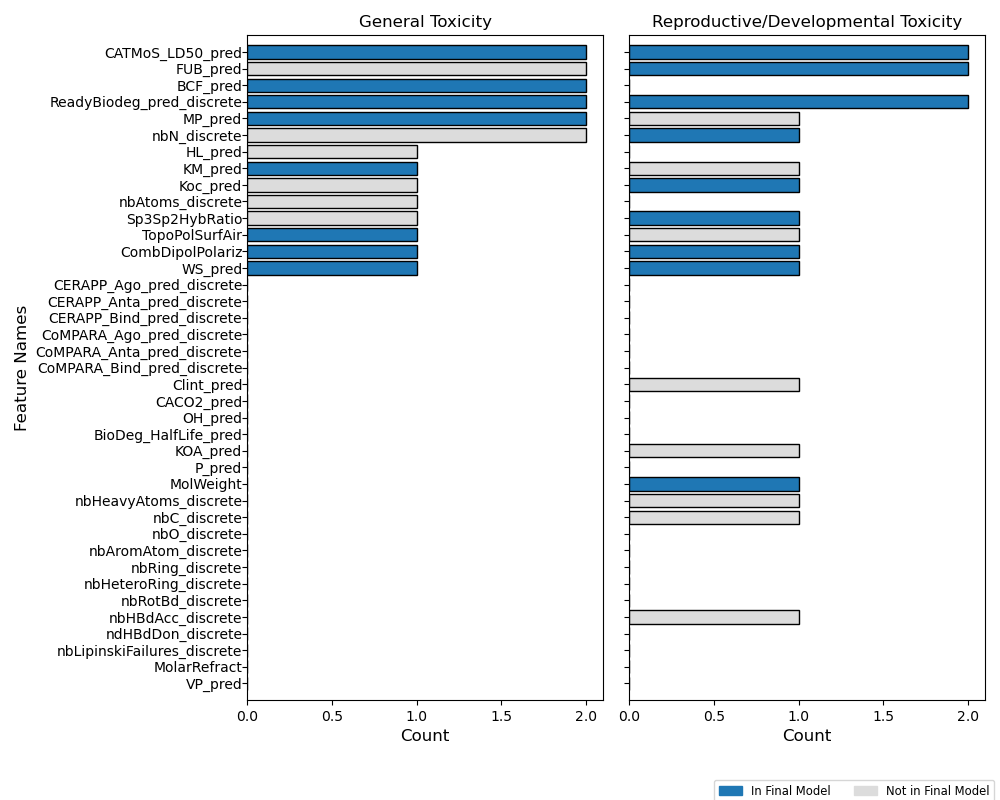 General Toxicity
Reproductive/Developmental Toxicity
Feature Names
CATMoS_LD50_pred
FUB_pred
BCF_pred
ReadyBiodeg_pred_discrete
MP_pred
nbN_discrete
HL_pred
KM_pred
Koc_pred
nbAtoms_discrete
Sp3Sp2HybRatio
TopoPolSurfAir
CombDipolPolariz
WS_pred
CERAPP_Ago_pred_discrete
CERAPP_Anta_pred_discrete
CERAPP_Bind_pred_discrete
CoMPARA_Ago_pred_discrete
CoMPARA_Anta_pred_discrete
CoMPARA_Bind_pred_discrete
Clint_pred
CACO2_pred
OH_pred
BioDeg_HalfLife_pred
KOA_pred
P_pred
MolWeight
nbHeavyAtoms_discrete
nbC_discrete
nbO_discrete
nbAromAtom_discrete
nbRing_discrete
nbHeteroRing_discrete
nbRotBd_discrete
nbHBdAcc_discrete
ndHBdDon_discrete
nbLipinskiFailures_discrete
MolarRefract
VP_pred
0.0 0.5 1.0 1.5 2.0
0.0 0.5 1.0 1.5 2.0
Count
Count
In Final Model
Not in Final Model